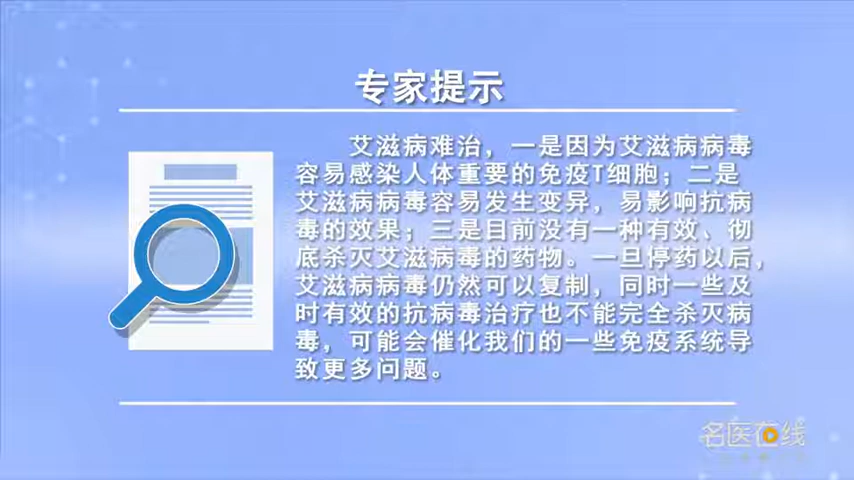 专家提示
艾滋病难治，一是因为艾滋病病毒
容易感染人体重要的免疫T细胞；二是
艾滋病病毒容易发生变异，易影响抗病
毒的效果；三是目前没有一种有效、彻
底杀灭艾滋病毒的药物。一旦停药以后，
艾滋病病毒仍然可以复制，同时一些及
时有效的抗病毒治疗也不能完全杀灭病
毒，可能会催化我们的一些免疫系统导
致更多问题。
名医在线